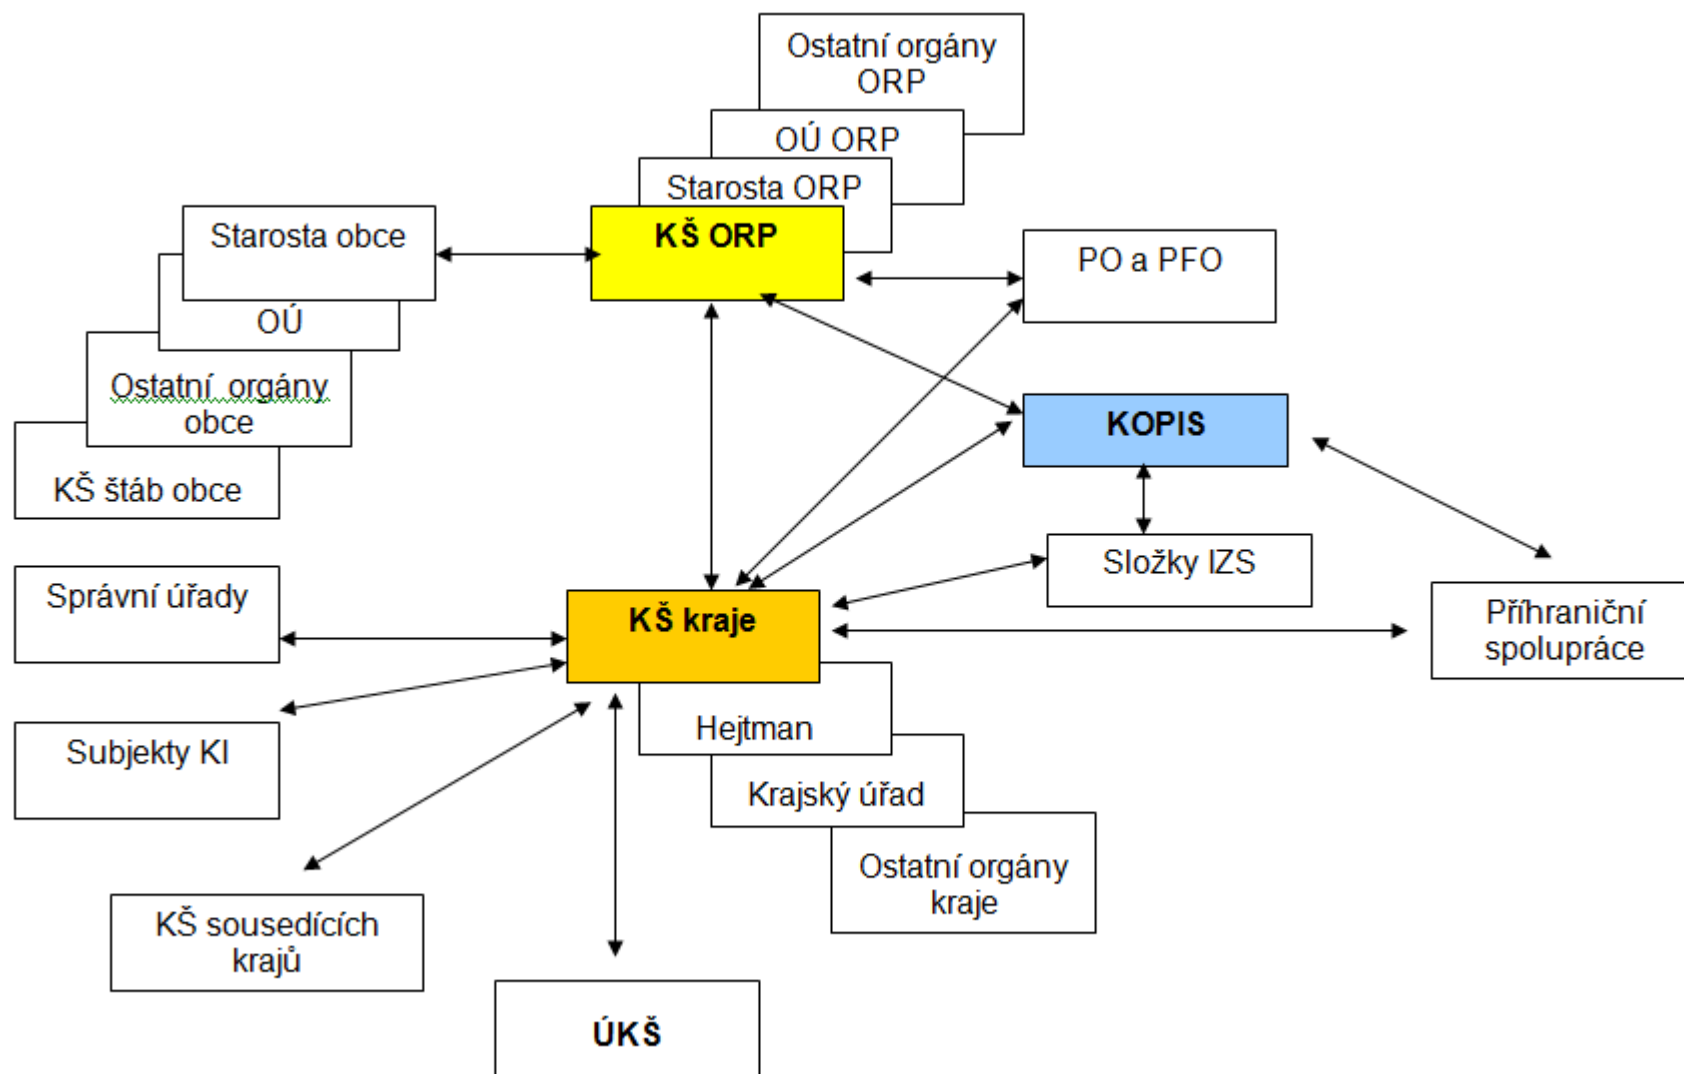 Ostatní orgány
ORP
OÚ ORP
Starosta ORP
KŠ ORP
Starosta obce
OÚ
Ostatní orgány
obce
KŠ štáb obce
PO a PFO
KOPIS
Složky IZS
Příhraniční
spolupráce
Správní úřady
KŠ kraje
Subjekty KI
Hejtman
Krajský úřad
Ostatní orgány
kraje
KŠ sousedících
krajů
ÚKŠ